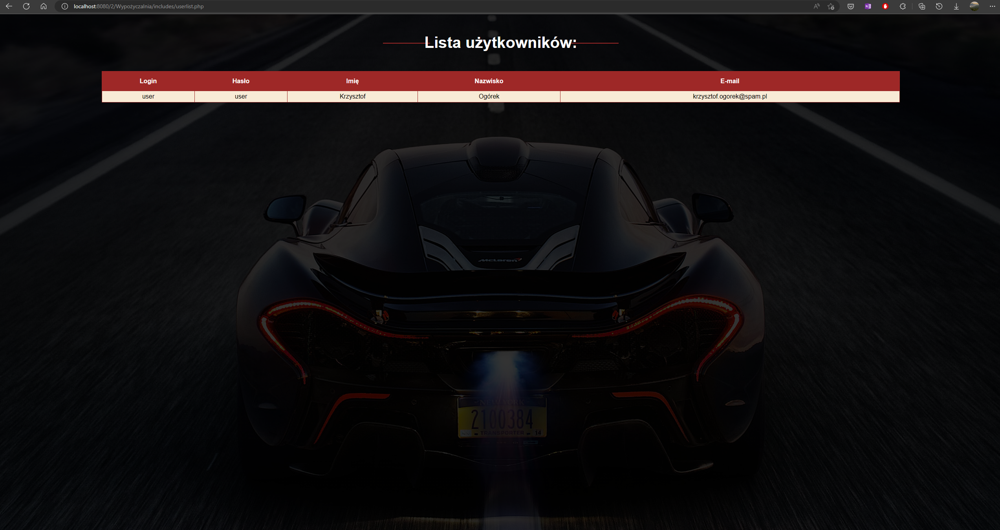 localhost:8080/2/Wypożyczalnia/includes/userlist.php
Lista użytkowników:
Login Hasło Imię Nazwisko E-mail
user user Krzysztof Ogórek krzysztof.ogorek@spam.pl
McLaren
NEW YORK
2100384
NOV TRANSPORTER 14